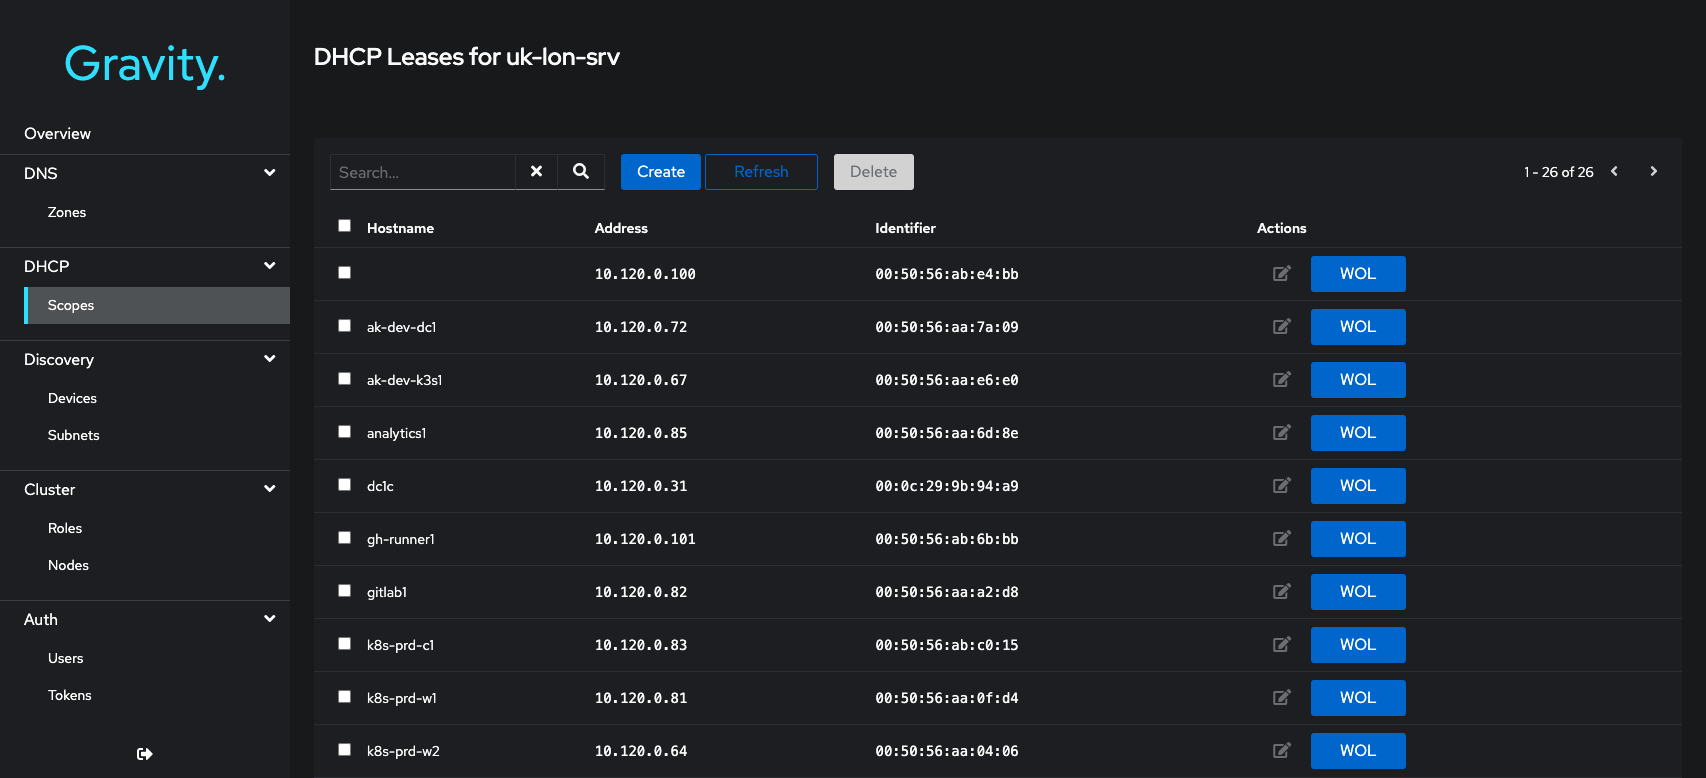 Gravity.
Overview
DNS
Zones
DHCP
Scopes
Discovery
Devices
Subnets
Cluster
Roles
Nodes
Auth
Users
Tokens
DHCP Leases for uk-lon-srv
Search... Create Refresh Delete 1 - 26 of 26
Hostname Address Identifier Actions
10.120.0.100 00:50:56:ab:e4:bb WOL
ak-dev-dc1 10.120.0.72 00:50:56:aa:7a:09 WOL
ak-dev-k3s1 10.120.0.67 00:50:56:aa:e6:e0 WOL
analytics1 10.120.0.85 00:50:56:aa:6d:8e WOL
dc1c 10.120.0.31 00:0c:29:9b:94:a9 WOL
gh-runner1 10.120.0.101 00:50:56:ab:6b:bb WOL
gitlab1 10.120.0.82 00:50:56:aa:a2:d8 WOL
k8s-prd-c1 10.120.0.83 00:50:56:ab:c0:15 WOL
k8s-prd-w1 10.120.0.81 00:50:56:aa:0f:d4 WOL
k8s-prd-w2 10.120.0.64 00:50:56:aa:04:06 WOL